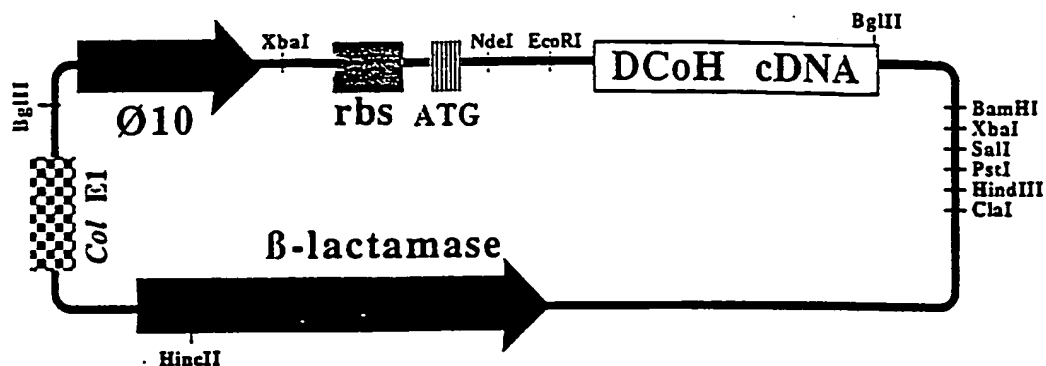 BglII
XbaI
NdeI
EcoRI
DCoH cDNA
BglII
Ø10
rbs
ATG
BamHI
XbaI
SalI
PstI
HindIII
ClaI
Col E1
ß-lactamase
HincII